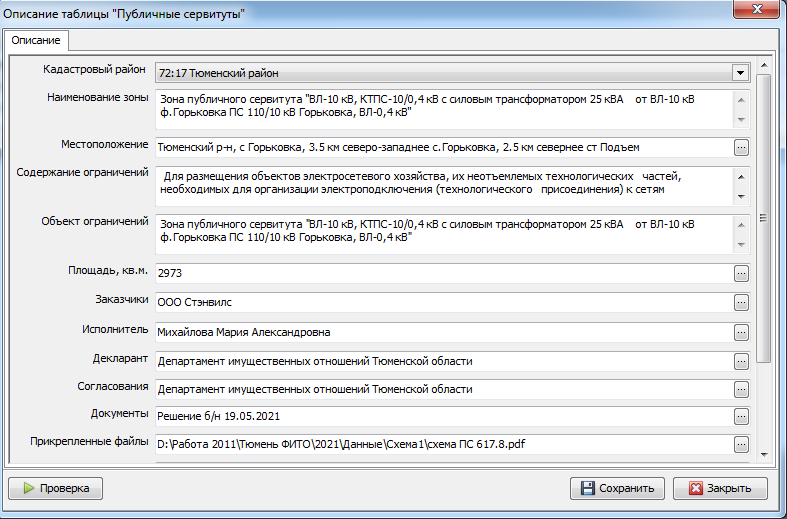 Описание таблицы "Публичные сервитуты"
Описание
Кадастровый район 72:17 Тюменский район
Наименование зоны Зона публичного сервитута "ВЛ-10 кВ, КТПС-10/0,4 кВ с силовым трансформатором 25 кВА от ВЛ-10 кВ
ф.Горьковка ПС 110/10 кВ Горьковка, ВЛ-0,4 кВ"
Местоположение Тюменский р-н, с Горьковка, 3.5 км северо-западнее с.Горьковка, 2.5 км севернее ст Подъем
Содержание ограничений Для размещения объектов электросетевого хозяйства, их неотъемлемых технологических частей,
необходимых для организации электроподключения (технологического присоединения) к сетям
Объект ограничений Зона публичного сервитута "ВЛ-10 кВ, КТПС-10/0,4 кВ с силовым трансформатором 25 кВА от ВЛ-10 кВ
ф.Горьковка ПС 110/10 кВ Горьковка, ВЛ-0,4 кВ"
Площадь, кв.м. 2973
Заказчики ООО Стэнвилс
Исполнитель Михайлова Мария Александровна
Декларант Департамент имущественных отношений Тюменской области
Согласования Департамент имущественных отношений Тюменской области
Документы Решение б/н 19.05.2021
Прикрепленные файлы D:\Работа 2011\Тюмень ФИТО\2021\Данные\Схема1\схема ПС 617.8.pdf
Проверка Сохранить Закрыть